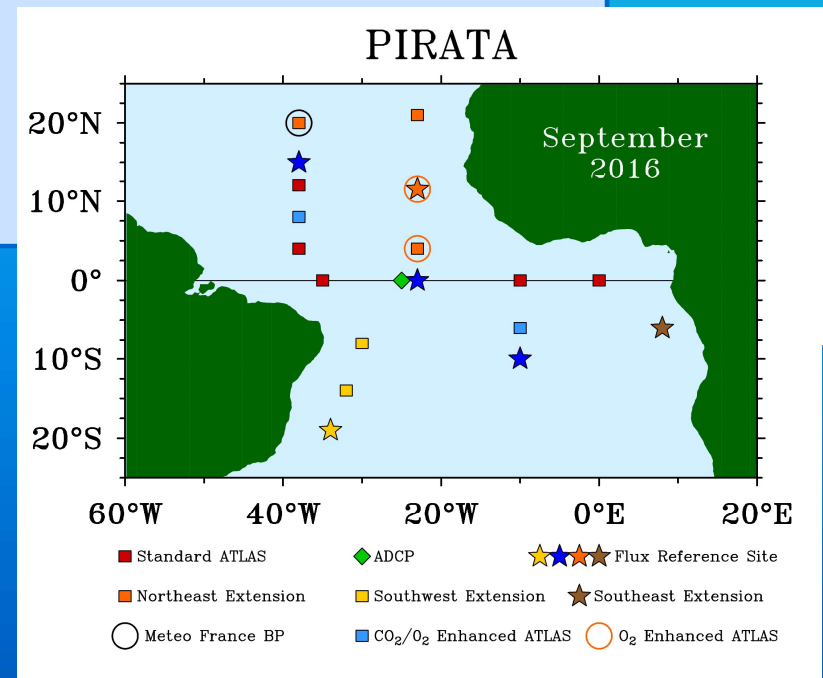 PIRATA
September
2016
20°N
10°N
0°
10°S
20°S
60°W 40°W 20°W 0°E 20°E
Standard ATLAS ADCP Flux Reference Site
Northeast Extension Southwest Extension Southeast Extension
Meteo France BP CO₂/O₂ Enhanced ATLAS O₂ Enhanced ATLAS